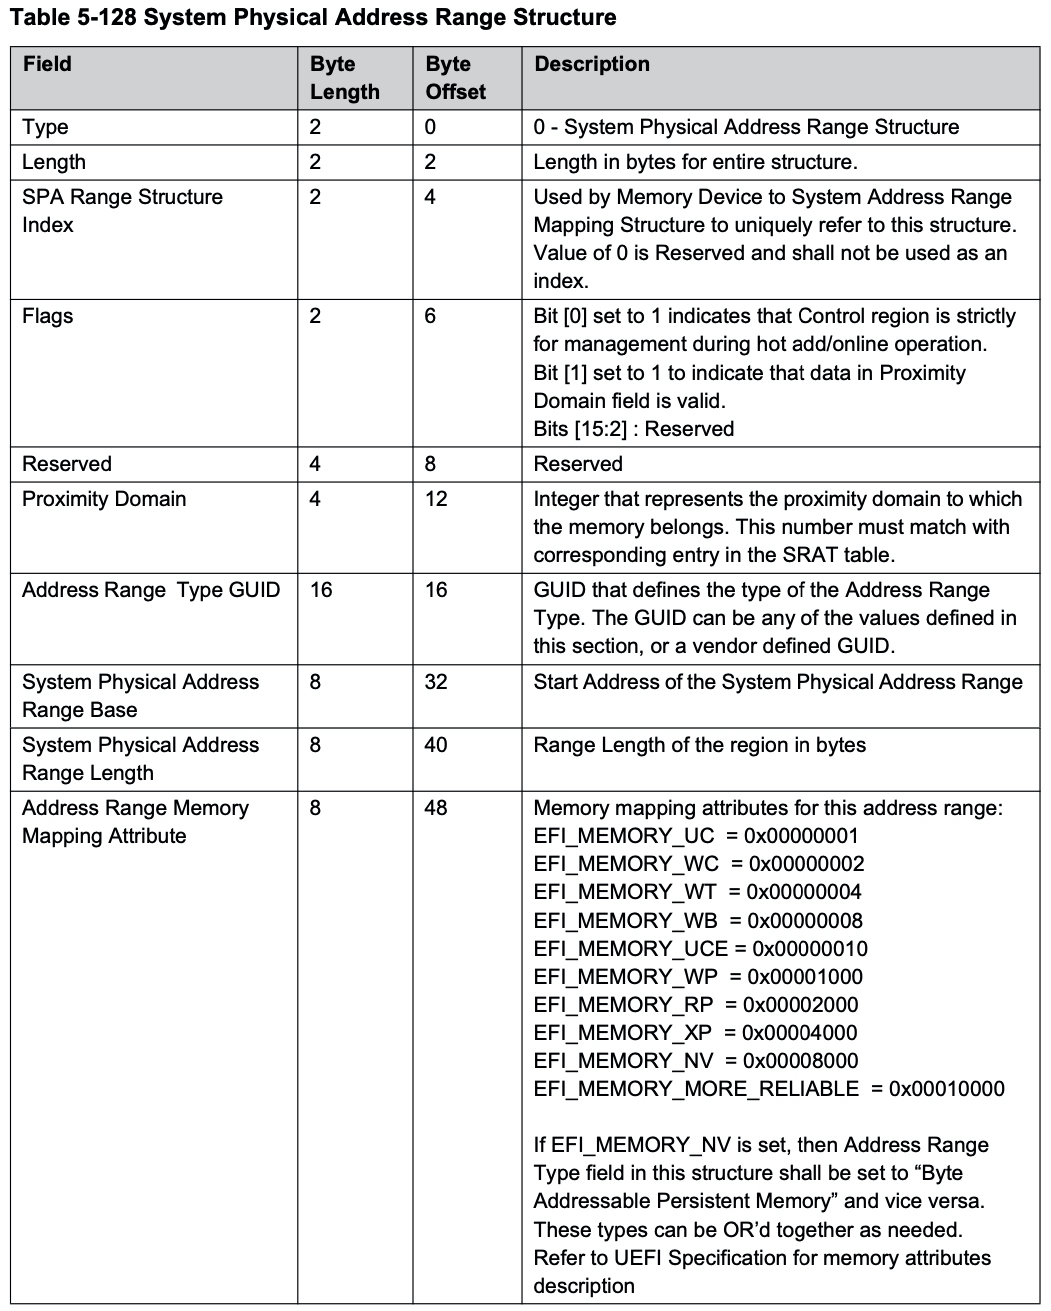 Table 5-128 System Physical Address Range Structure
Field Byte Length Byte Offset Description
Type 2 0 0 - System Physical Address Range Structure
Length 2 2 Length in bytes for entire structure.
SPA Range Structure 2 4 Used by Memory Device to System Address Range
Index Mapping Structure to uniquely refer to this structure.
Value of 0 is Reserved and shall not be used as an
index.
Flags 2 6 Bit [0] set to 1 indicates that Control region is strictly
for management during hot add/online operation.
Bit [1] set to 1 to indicate that data in Proximity
Domain field is valid.
Bits [15:2] : Reserved
Reserved 4 8 Reserved
Proximity Domain 4 12 Integer that represents the proximity domain to which
the memory belongs. This number must match with
corresponding entry in the SRAT table.
Address Range Type GUID 16 16 GUID that defines the type of the Address Range
Type. The GUID can be any of the values defined in
this section, or a vendor defined GUID.
System Physical Address 8 32 Start Address of the System Physical Address Range
Range Base
System Physical Address 8 40 Range Length of the region in bytes
Range Length
Address Range Memory 8 48 Memory mapping attributes for this address range:
Mapping Attribute EFI_MEMORY_UC = 0x00000001
EFI_MEMORY_WC = 0x00000002
EFI_MEMORY_WT = 0x00000004
EFI_MEMORY_WB = 0x00000008
EFI_MEMORY_UCE = 0x00000010
EFI_MEMORY_WP = 0x00001000
EFI_MEMORY_RP = 0x00002000
EFI_MEMORY_XP = 0x00004000
EFI_MEMORY_NV = 0x00008000
EFI_MEMORY_MORE_RELIABLE = 0x00010000
If EFI_MEMORY_NV is set, then Address Range
Type field in this structure shall be set to “Byte
Addressable Persistent Memory” and vice versa.
These types can be OR’d together as needed.
Refer to UEFI Specification for memory attributes
description